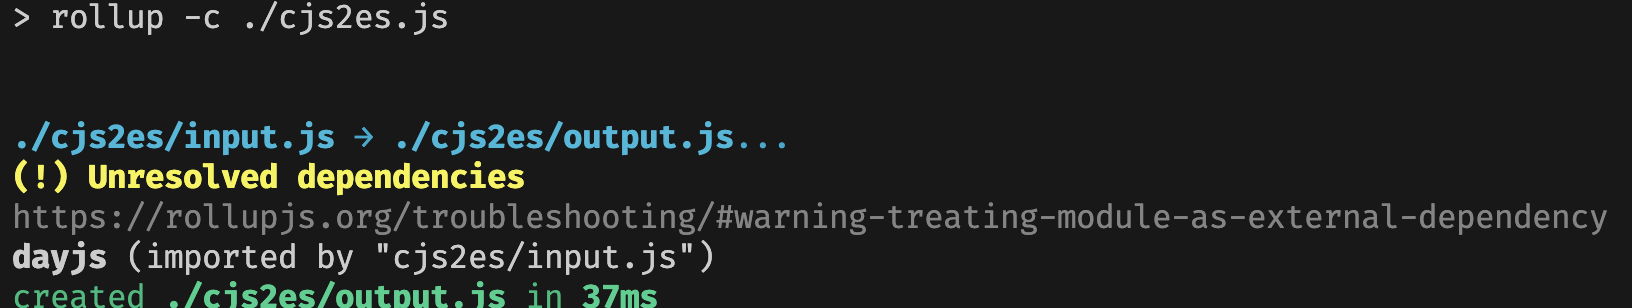 > rollup -c ./cjs2es.js
./cjs2es/input.js → ./cjs2es/output.js...
(!) Unresolved dependencies
https://rollupjs.org/troubleshooting/#warning-treating-module-as-external-dependency
dayjs (imported by "cjs2es/input.js")
created ./cjs2es/output.js in 37ms